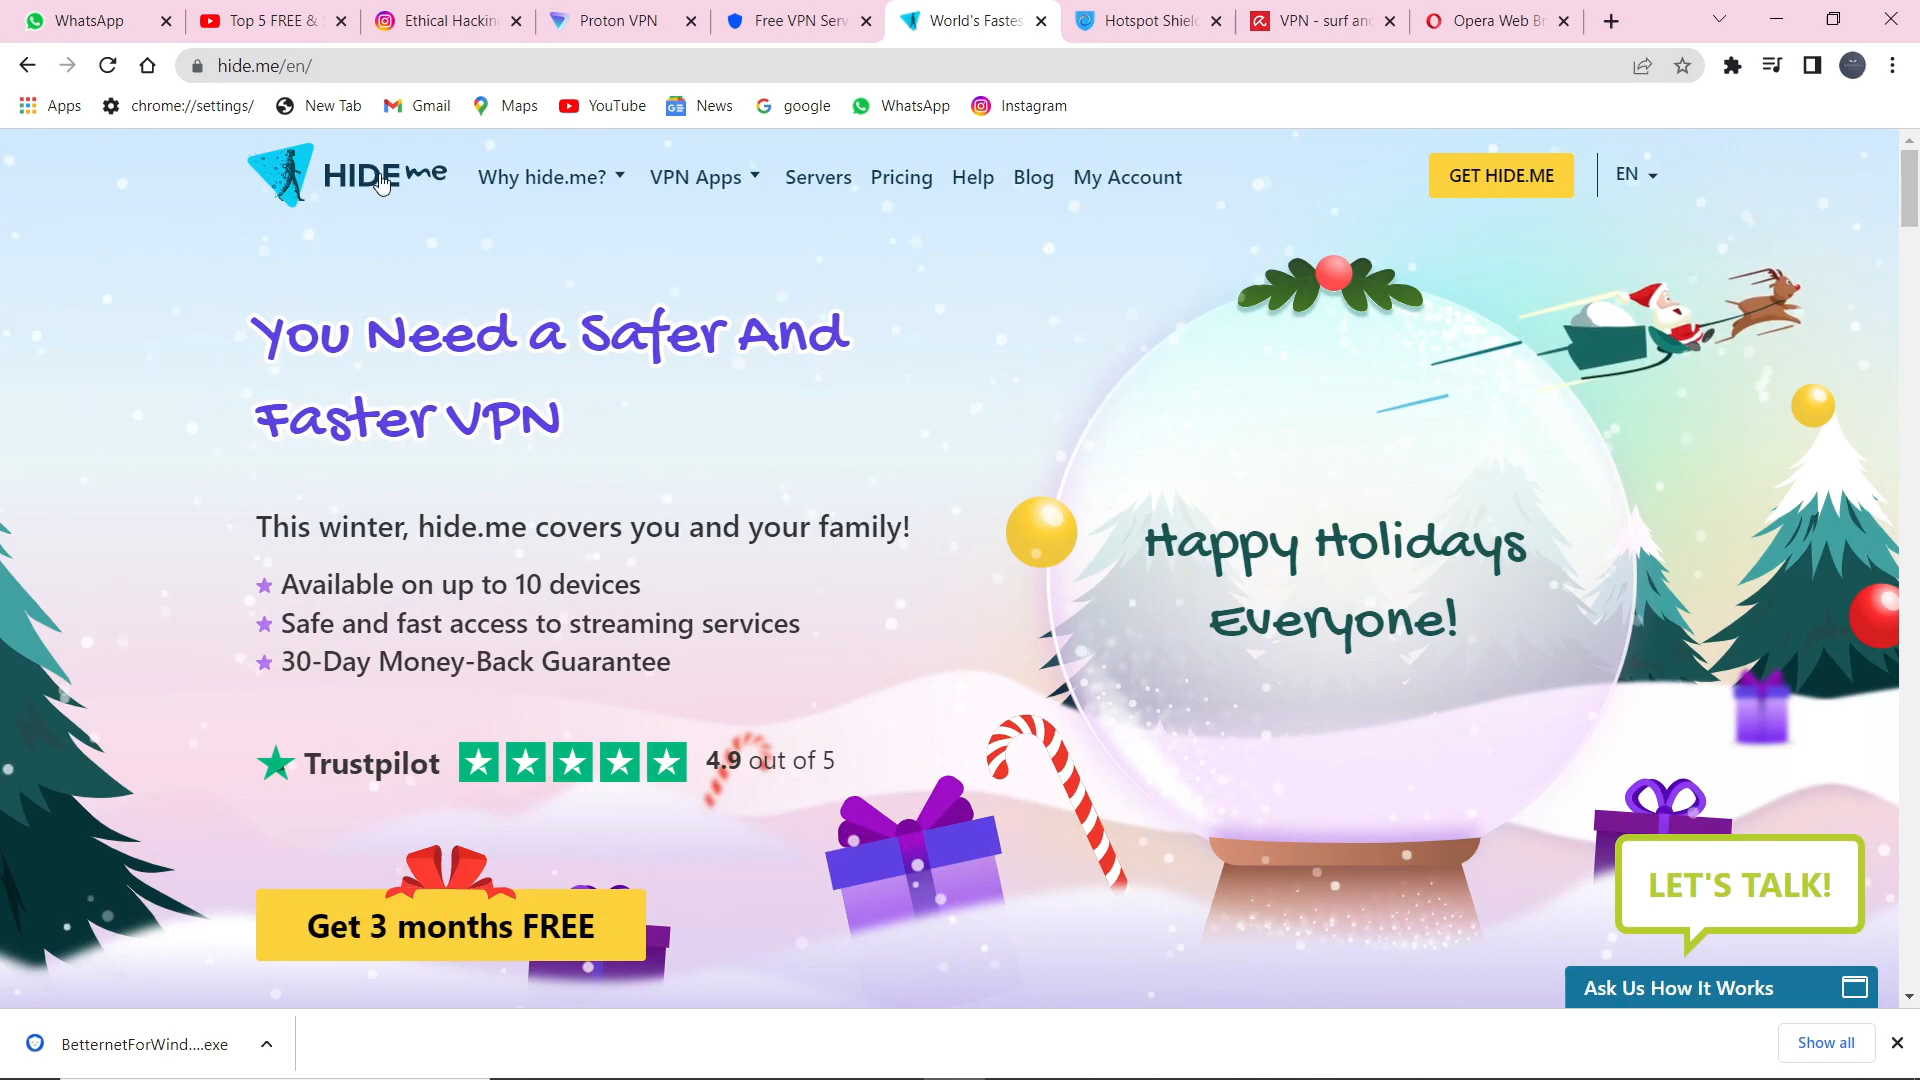 WhatsApp
Top 5 FREE &
Ethical Hackin
Proton VPN
Free VPN Serv
World's Fastes
Hotspot Shiel
VPN - surf an
Opera Web Br
hide.me/en/
Apps
chrome://settings/
New Tab
Gmail
Maps
YouTube
News
google
WhatsApp
Instagram
HIDE me
Why hide.me?
VPN Apps
Servers
Pricing
Help
Blog
My Account
GET HIDE.ME
EN
You Need a Safer And
Faster VPN
This winter, hide.me covers you and your family!
Available on up to 10 devices
Safe and fast access to streaming services
30-Day Money-Back Guarantee
Trustpilot
4.9 out of 5
Get 3 months FREE
Happy Holidays
Everyone!
LET'S TALK!
Ask Us How It Works
BetternetForWind....exe
Show all